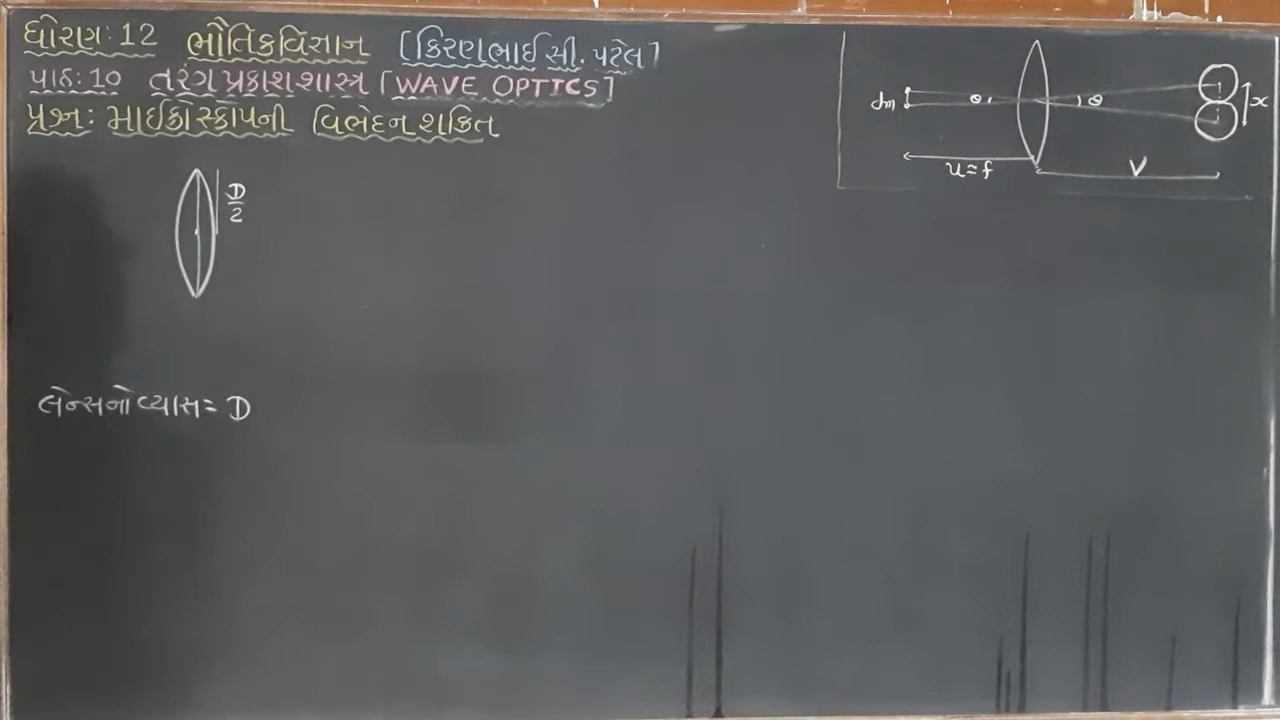 ધોરણ: 12 ભૌતિકવિજ્ઞાન [કિરણભાઈ સી. પટેલ]
પાઠ: 10 તરંગ પ્રકાશશાસ્ત્ર [WAVE OPTICS]
પ્રશ્ન: માઈક્રોસ્કોપની વિભેદન શક્તિ
dm θ θ x
u≈f V
D/2
લેન્સનો વ્યાસ = D